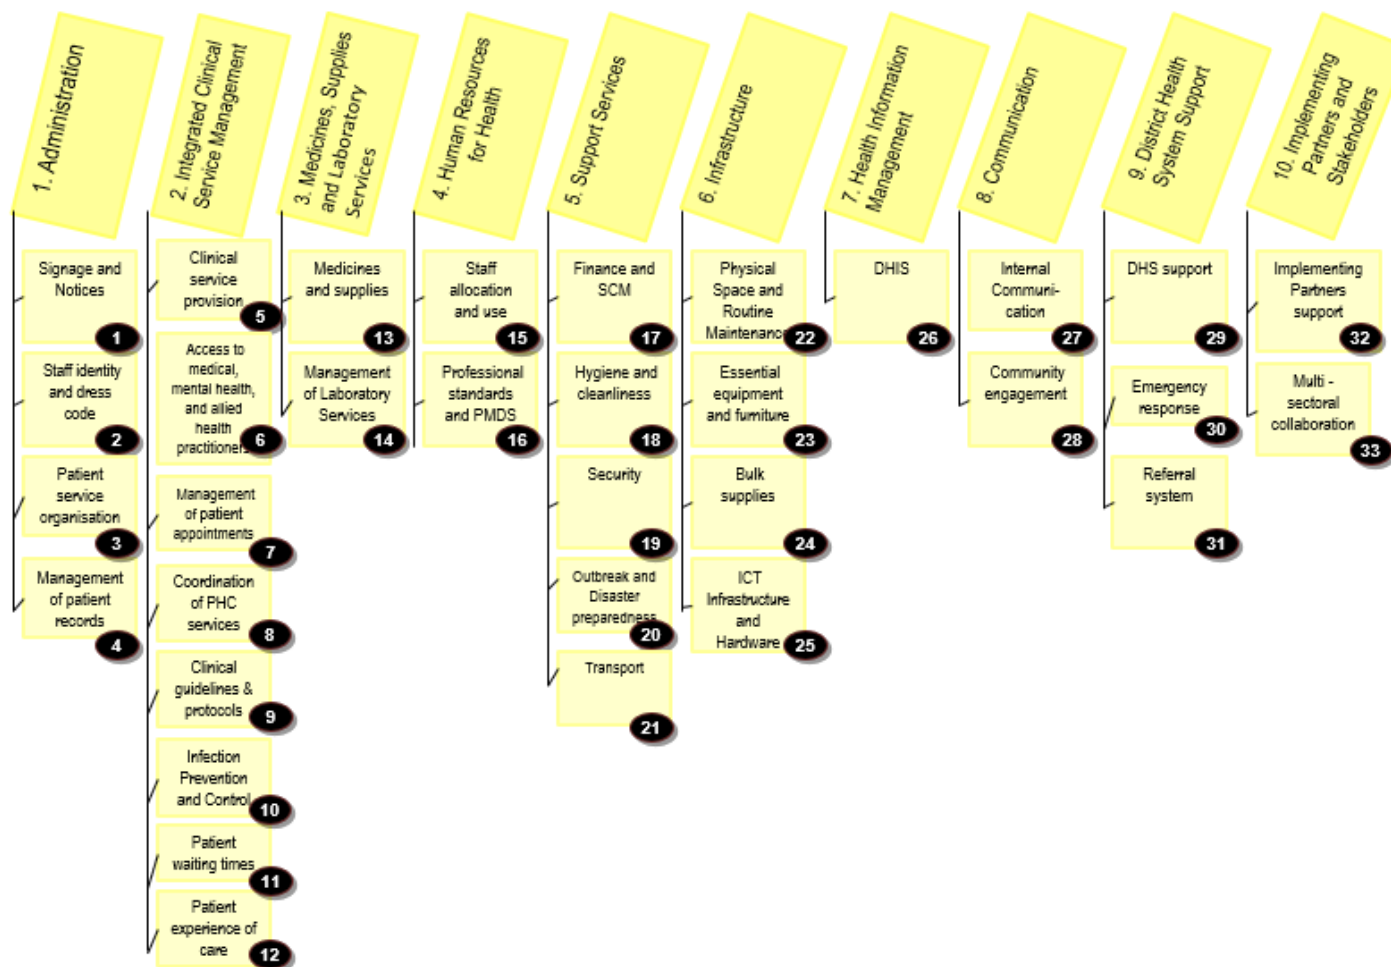 1. Administration
Signage and
Notices
1
Staff identity
and dress
code
2
Patient
service
organisation
3
Management
of patient
records
4
2. Integrated Clinical
Service Management
Clinical
service
provision
5
Access to
medical,
mental health,
and allied
health
practitioners
6
Management
of patient
appointments
7
Coordination
of PHC
services
8
Clinical
guidelines &
protocols
9
Infection
Prevention
and Control
10
Patient
waiting times
11
Patient
experience of
care
12
3. Medicines, Supplies
and Laboratory
Services
Medicines
and supplies
13
Management
of Laboratory
Services
14
4. Human Resources
for Health
Staff
allocation
and use
15
Professional
standards
and PMDS
16
5. Support Services
Finance and
SCM
17
Hygiene and
cleanliness
18
Security
19
Outbreak and
Disaster
preparedness
20
Transport
21
6. Infrastructure
Physical
Space and
Routine
Maintenance
22
Essential
equipment
and furniture
23
Bulk
supplies
24
ICT
Infrastructure
and
Hardware
25
7. Health Information
Management
DHIS
26
8. Communication
Internal
Communi-
cation
27
Community
engagement
28
9. District Health
System Support
DHS support
29
Emergency
response
30
Referral
system
31
10. Implementing
Partners and
Stakeholders
Implementing
Partners
support
32
Multi -
sectoral
collaboration
33